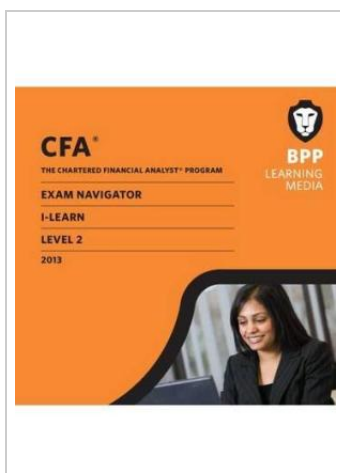 CFA®
THE CHARTERED FINANCIAL ANALYST® PROGRAM
EXAM NAVIGATOR
I-LEARN
LEVEL 2
2013
BPP
LEARNING
MEDIA